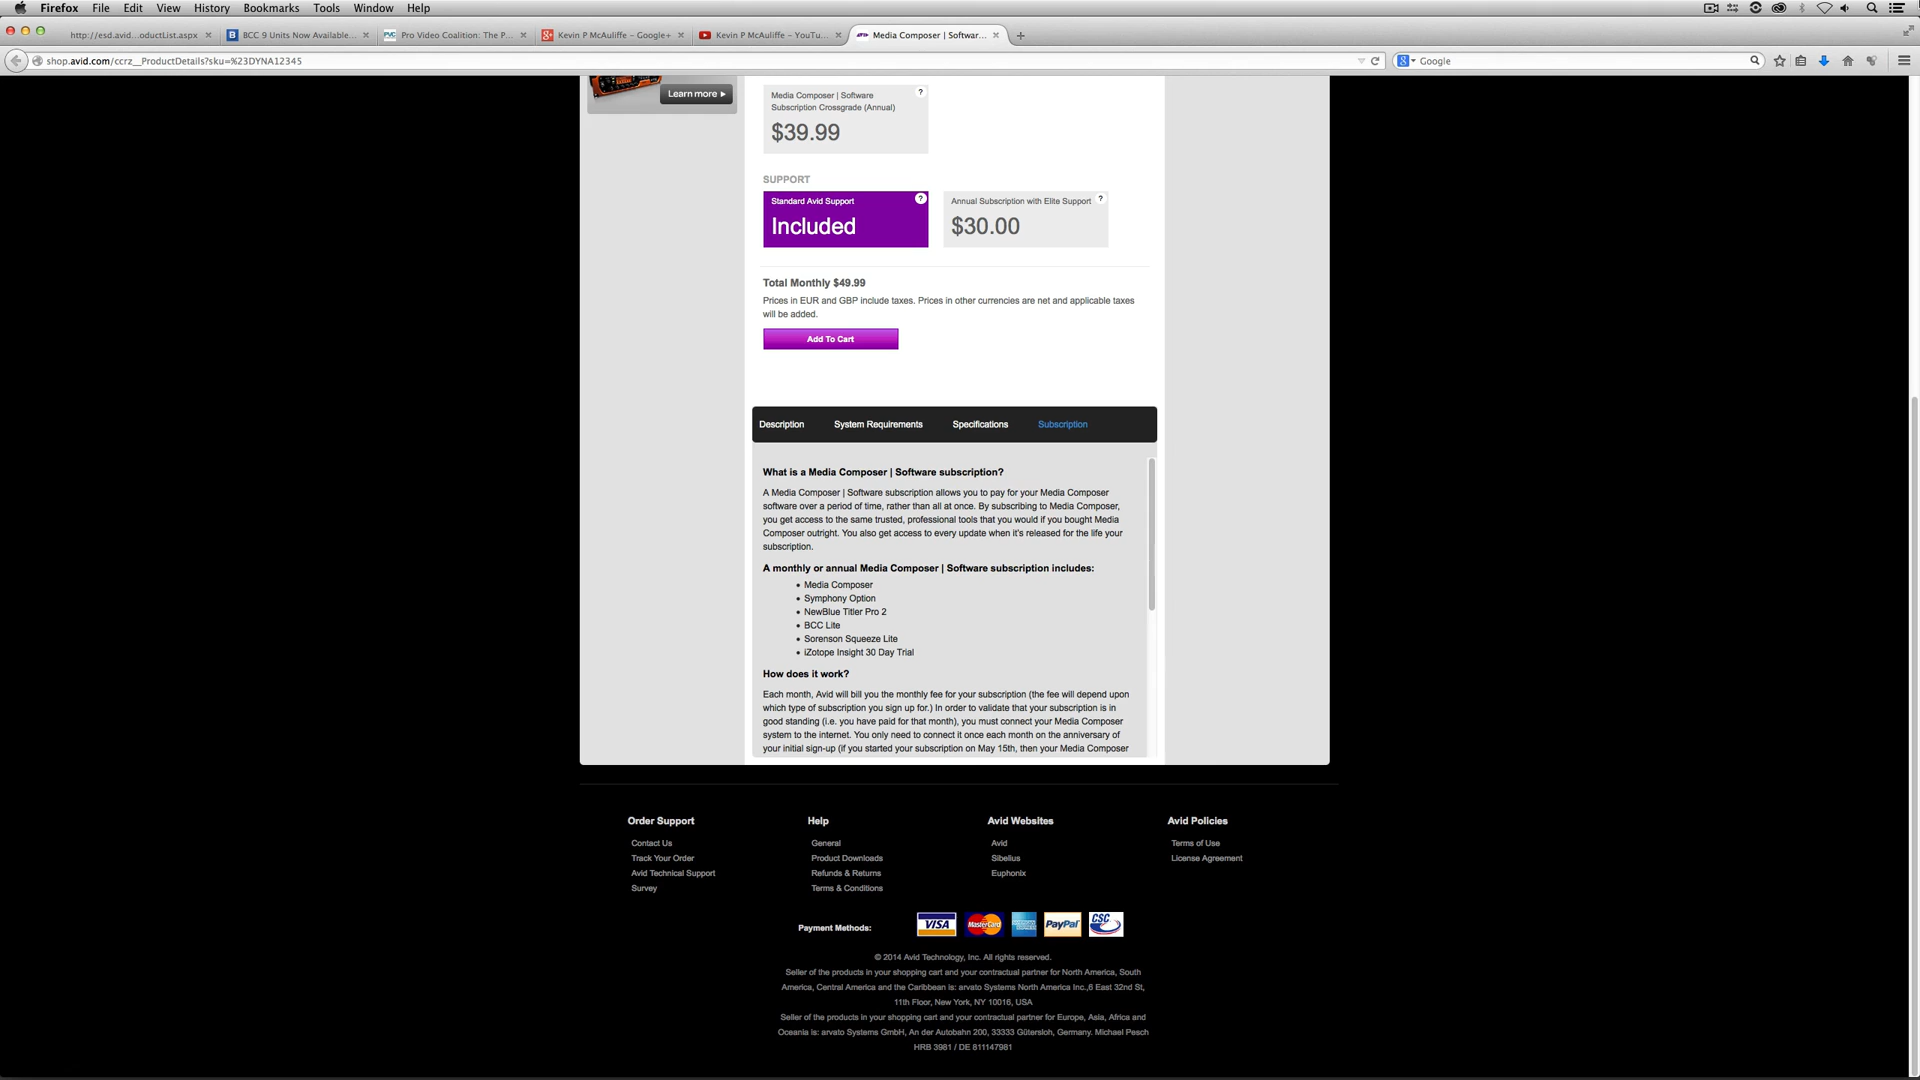 Firefox File Edit View History Bookmarks Tools Window Help
http://esd.avid...oductList.aspx
BCC 9 Units Now Available...
Pro Video Coalition: The P...
Kevin P McAuliffe – Google+
Kevin P McAuliffe – YouTu...
Media Composer | Softwar...
shop.avid.com/ccrz__ProductDetails?sku=%23DYNA12345
Google
Learn more
Media Composer | Software
Subscription Crossgrade (Annual)
?
$39.99
SUPPORT
Standard Avid Support
?
Included
Annual Subscription with Elite Support
?
$30.00
Total Monthly $49.99
Prices in EUR and GBP include taxes. Prices in other currencies are net and applicable taxes
will be added.
Add To Cart
Description System Requirements Specifications Subscription
What is a Media Composer | Software subscription?
A Media Composer | Software subscription allows you to pay for your Media Composer
software over a period of time, rather than all at once. By subscribing to Media Composer,
you get access to the same trusted, professional tools that you would if you bought Media
Composer outright. You also get access to every update when it's released for the life your
subscription.
A monthly or annual Media Composer | Software subscription includes:
• Media Composer
• Symphony Option
• NewBlue Titler Pro 2
• BCC Lite
• Sorenson Squeeze Lite
• iZotope Insight 30 Day Trial
How does it work?
Each month, Avid will bill you the monthly fee for your subscription (the fee will depend upon
which type of subscription you sign up for.) In order to validate that your subscription is in
good standing (i.e. you have paid for that month), you must connect your Media Composer
system to the internet. You only need to connect it once each month on the anniversary of
your initial sign-up (if you started your subscription on May 15th, then your Media Composer
Order Support
Contact Us
Track Your Order
Avid Technical Support
Survey
Help
General
Product Downloads
Refunds & Returns
Terms & Conditions
Avid Websites
Avid
Sibelius
Euphonix
Avid Policies
Terms of Use
License Agreement
Payment Methods:
VISA
MasterCard
PayPal
CSC
© 2014 Avid Technology, Inc. All rights reserved.
Seller of the products in your shopping cart and your contractual partner for North America, South
America, Central America and the Caribbean is: arvato Systems North America Inc.,6 East 32nd St,
11th Floor, New York, NY 10016, USA
Seller of the products in your shopping cart and your contractual partner for Europe, Asia, Africa and
Oceania is: arvato Systems GmbH, An der Autobahn 200, 33333 Gütersloh, Germany. Michael Pesch
HRB 3981 / DE 811147981